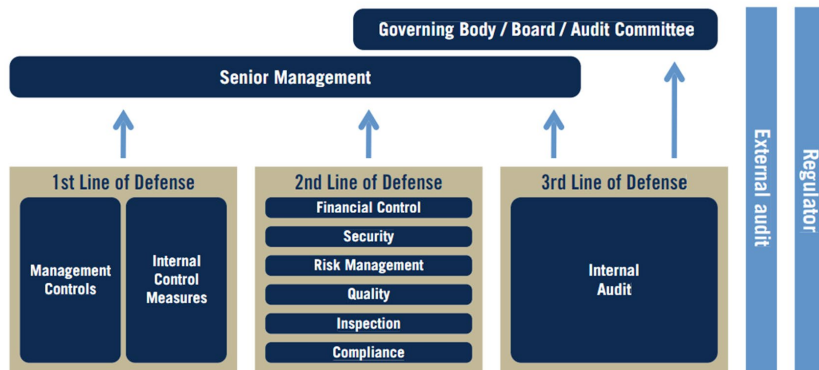 Governing Body / Board / Audit Committee
Senior Management
1st Line of Defense
Management
Controls
Internal
Control
Measures
2nd Line of Defense
Financial Control
Security
Risk Management
Quality
Inspection
Compliance
3rd Line of Defense
Internal
Audit
External audit
Regulator